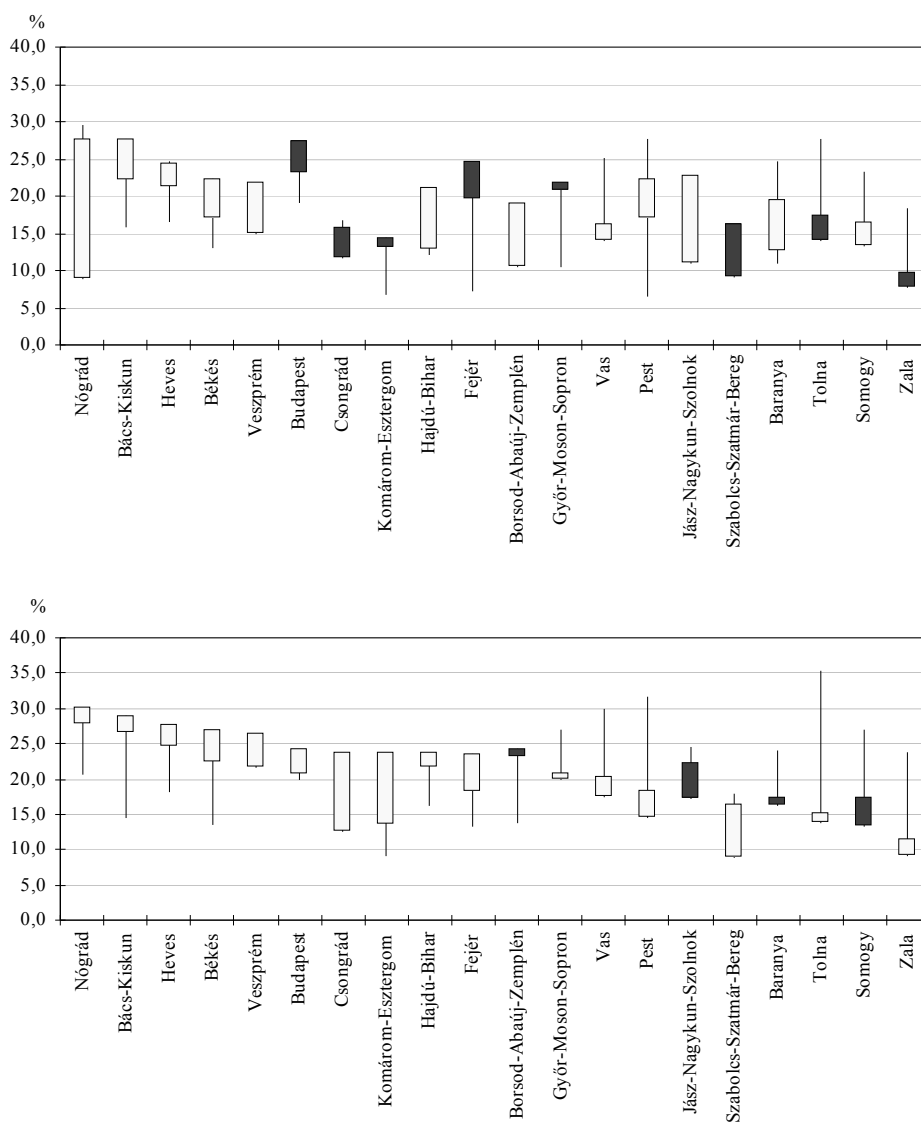 %
40,0
35,0
30,0
25,0
20,0
15,0
10,0
5,0
0,0
Nógrád
Bács-Kiskun
Heves
Békés
Veszprém
Budapest
Csongrád
Komárom-Esztergom
Hajdú-Bihar
Fejér
Borsod-Abaúj-Zemplén
Győr-Moson-Sopron
Vas
Pest
Jász-Nagykun-Szolnok
Szabolcs-Szatmár-Bereg
Baranya
Tolna
Somogy
Zala
%
40,0
35,0
30,0
25,0
20,0
15,0
10,0
5,0
0,0
Nógrád
Bács-Kiskun
Heves
Békés
Veszprém
Budapest
Csongrád
Komárom-Esztergom
Hajdú-Bihar
Fejér
Borsod-Abaúj-Zemplén
Győr-Moson-Sopron
Vas
Pest
Jász-Nagykun-Szolnok
Szabolcs-Szatmár-Bereg
Baranya
Tolna
Somogy
Zala